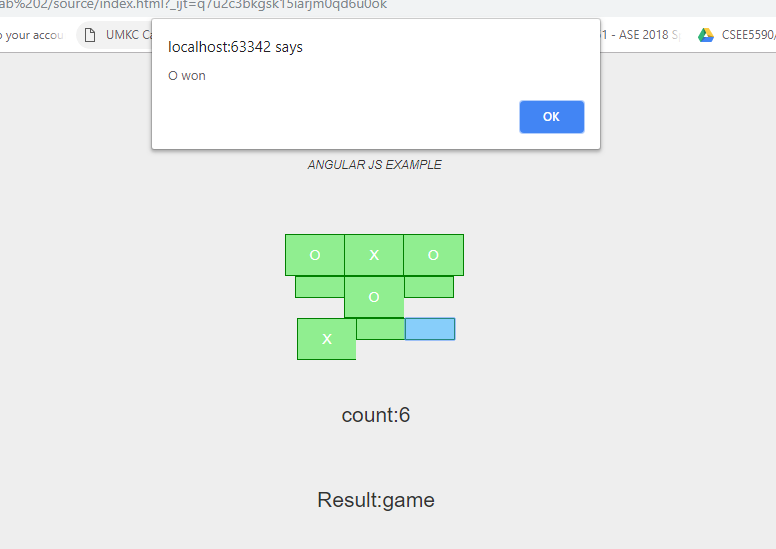 ab%202/source/index.html?_ijt=q7u2c3bkgsk15iarjm0qd6u0ok
your accou UMKC Ca 1 - ASE 2018 S CSEE5590/
localhost:63342 says
O won
OK
ANGULAR JS EXAMPLE
O X O
O
X
count:6
Result:game